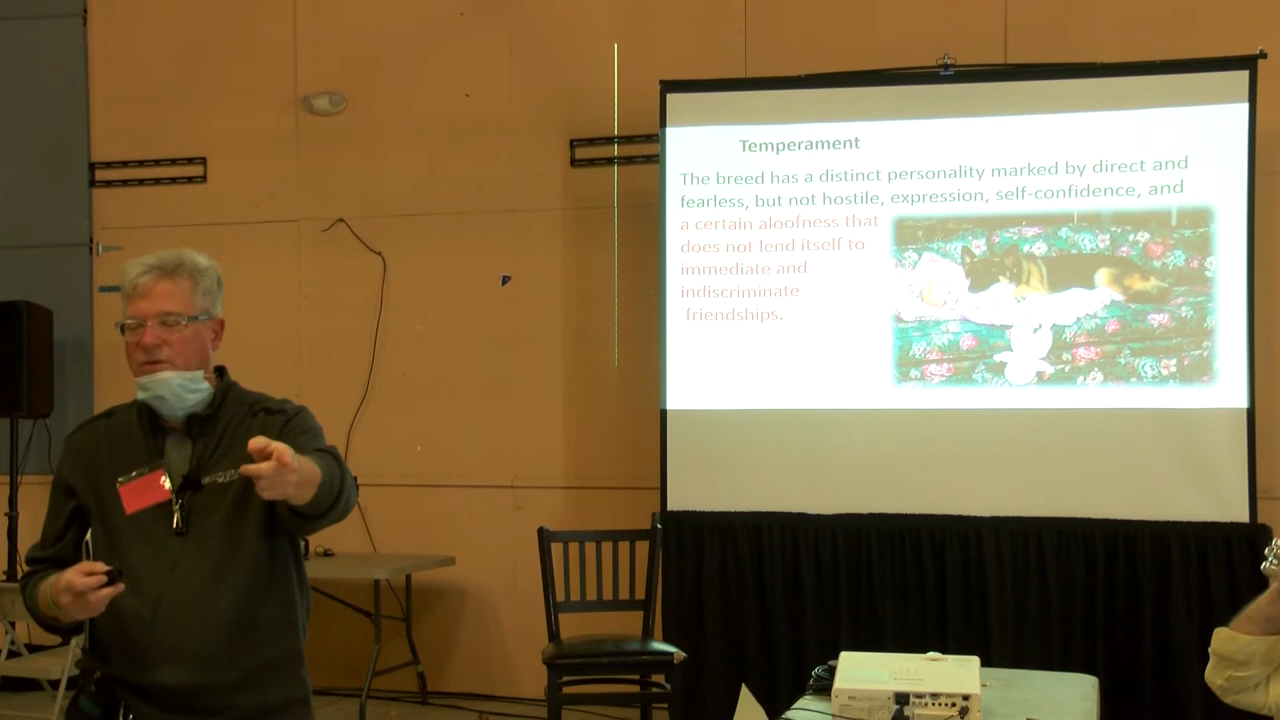 Temperament
The breed has a distinct personality marked by direct and
fearless, but not hostile, expression, self-confidence, and
a certain aloofness that
does not lend itself to
immediate and
indiscriminate
friendships.